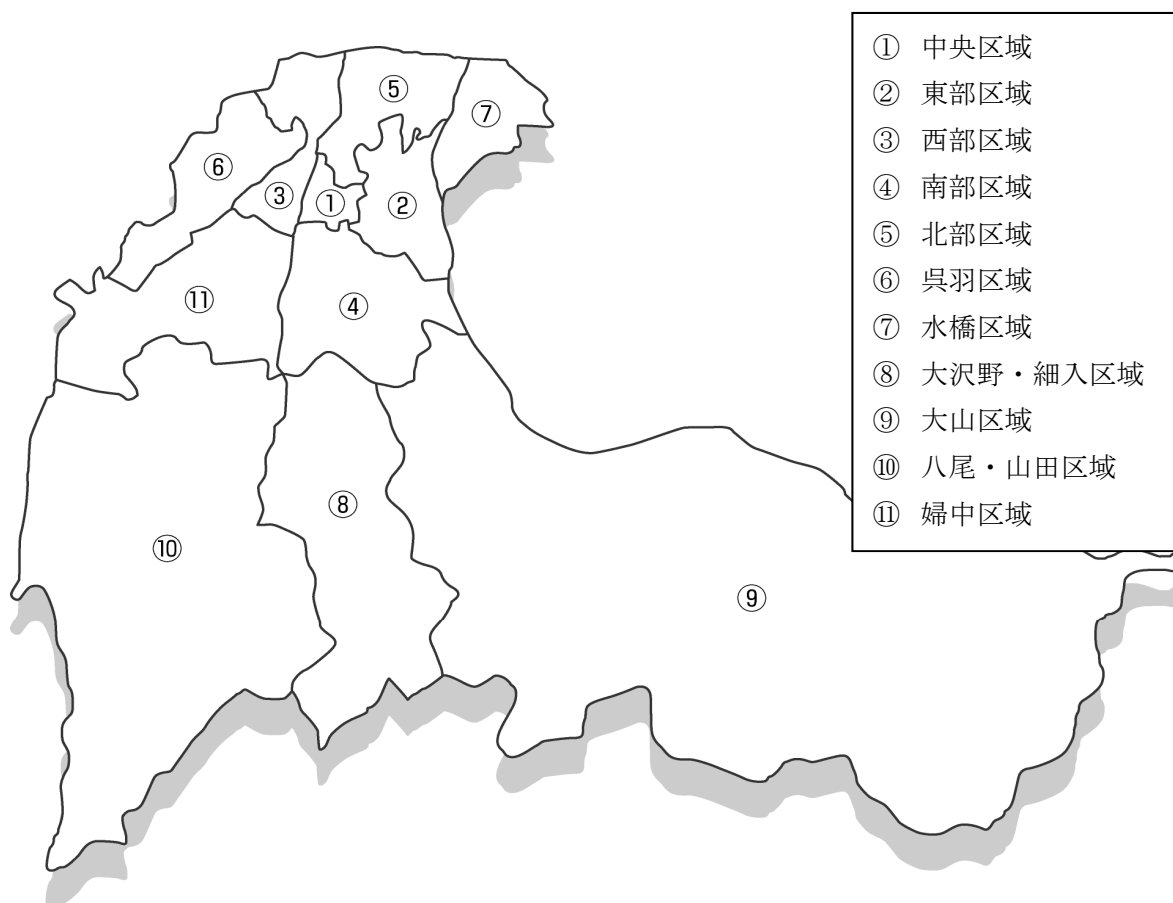 ① 中央区域
② 東部区域
③ 西部区域
④ 南部区域
⑤ 北部区域
⑥ 呉羽区域
⑦ 水橋区域
⑧ 大沢野・細入区域
⑨ 大山区域
⑩ 八尾・山田区域
⑪ 婦中区域
⑤
⑦
⑥
③
①
②
⑪
④
⑧
⑩
⑨